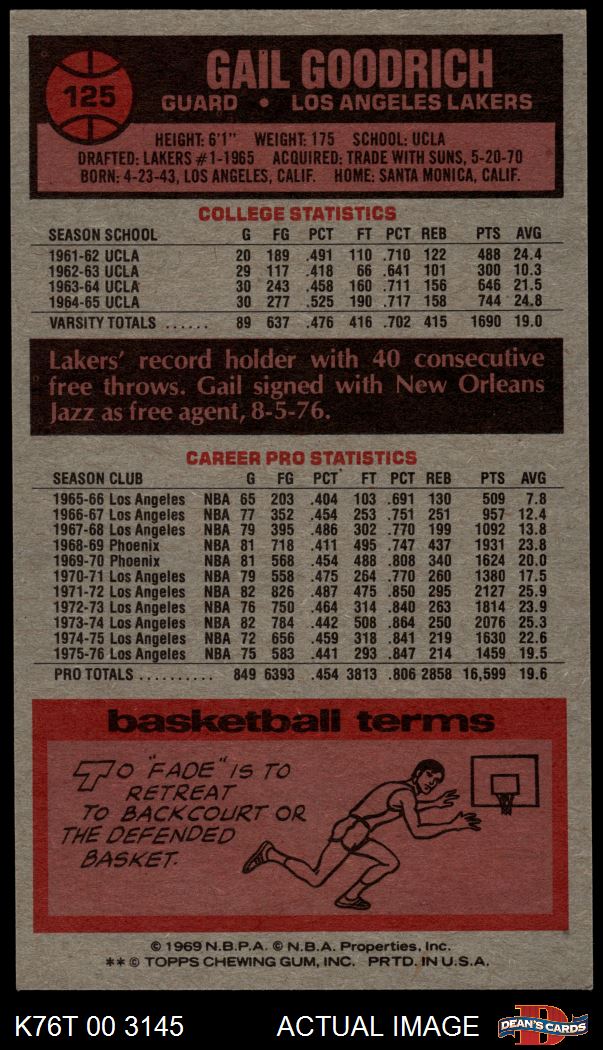 125
GAIL GOODRICH
GUARD • LOS ANGELES LAKERS
HEIGHT: 6'1" WEIGHT: 175 SCHOOL: UCLA
DRAFTED: LAKERS #1-1965 ACQUIRED: TRADE WITH SUNS, 5-20-70
BORN: 4-23-43, LOS ANGELES, CALIF. HOME: SANTA MONICA, CALIF.
COLLEGE STATISTICS
SEASON SCHOOL G FG PCT FT PCT REB PTS AVG
1961-62 UCLA 20 189 .491 110 .710 122 488 24.4
1962-63 UCLA 29 117 .418 66 .641 101 300 10.3
1963-64 UCLA 30 243 .458 160 .711 156 646 21.5
1964-65 UCLA 30 277 .525 190 .717 158 744 24.8
VARSITY TOTALS ...... 89 637 .476 416 .702 415 1690 19.0
Lakers' record holder with 40 consecutive
free throws. Gail signed with New Orleans
Jazz as free agent, 8-5-76.
CAREER PRO STATISTICS
SEASON CLUB G FG PCT FT PCT REB PTS AVG
1965-66 Los Angeles NBA 65 203 .404 103 .691 130 509 7.8
1966-67 Los Angeles NBA 77 352 .454 253 .751 251 957 12.4
1967-68 Los Angeles NBA 79 395 .486 302 .770 199 1092 13.8
1968-69 Phoenix NBA 81 718 .411 495 .747 437 1931 23.8
1969-70 Phoenix NBA 81 568 .454 488 .808 340 1624 20.0
1970-71 Los Angeles NBA 79 558 .475 264 .770 260 1380 17.5
1971-72 Los Angeles NBA 82 826 .487 475 .850 295 2127 25.9
1972-73 Los Angeles NBA 76 750 .464 314 .840 263 1814 23.9
1973-74 Los Angeles NBA 82 784 .442 508 .864 250 2076 25.3
1974-75 Los Angeles NBA 72 656 .459 318 .841 219 1630 22.6
1975-76 Los Angeles NBA 75 583 .441 293 .847 214 1459 19.5
PRO TOTALS .......... 849 6393 .454 3813 .806 2858 16,599 19.6
basketball terms
TO "FADE" IS TO
RETREAT
TO BACKCOURT OR
THE DEFENDED
BASKET.
© 1969 N.B.P.A. © N.B.A. Properties, Inc.
** © TOPPS CHEWING GUM, INC. PRTD. IN U.S.A.
K76T 00 3145 ACTUAL IMAGE D DEAN'S CARDS